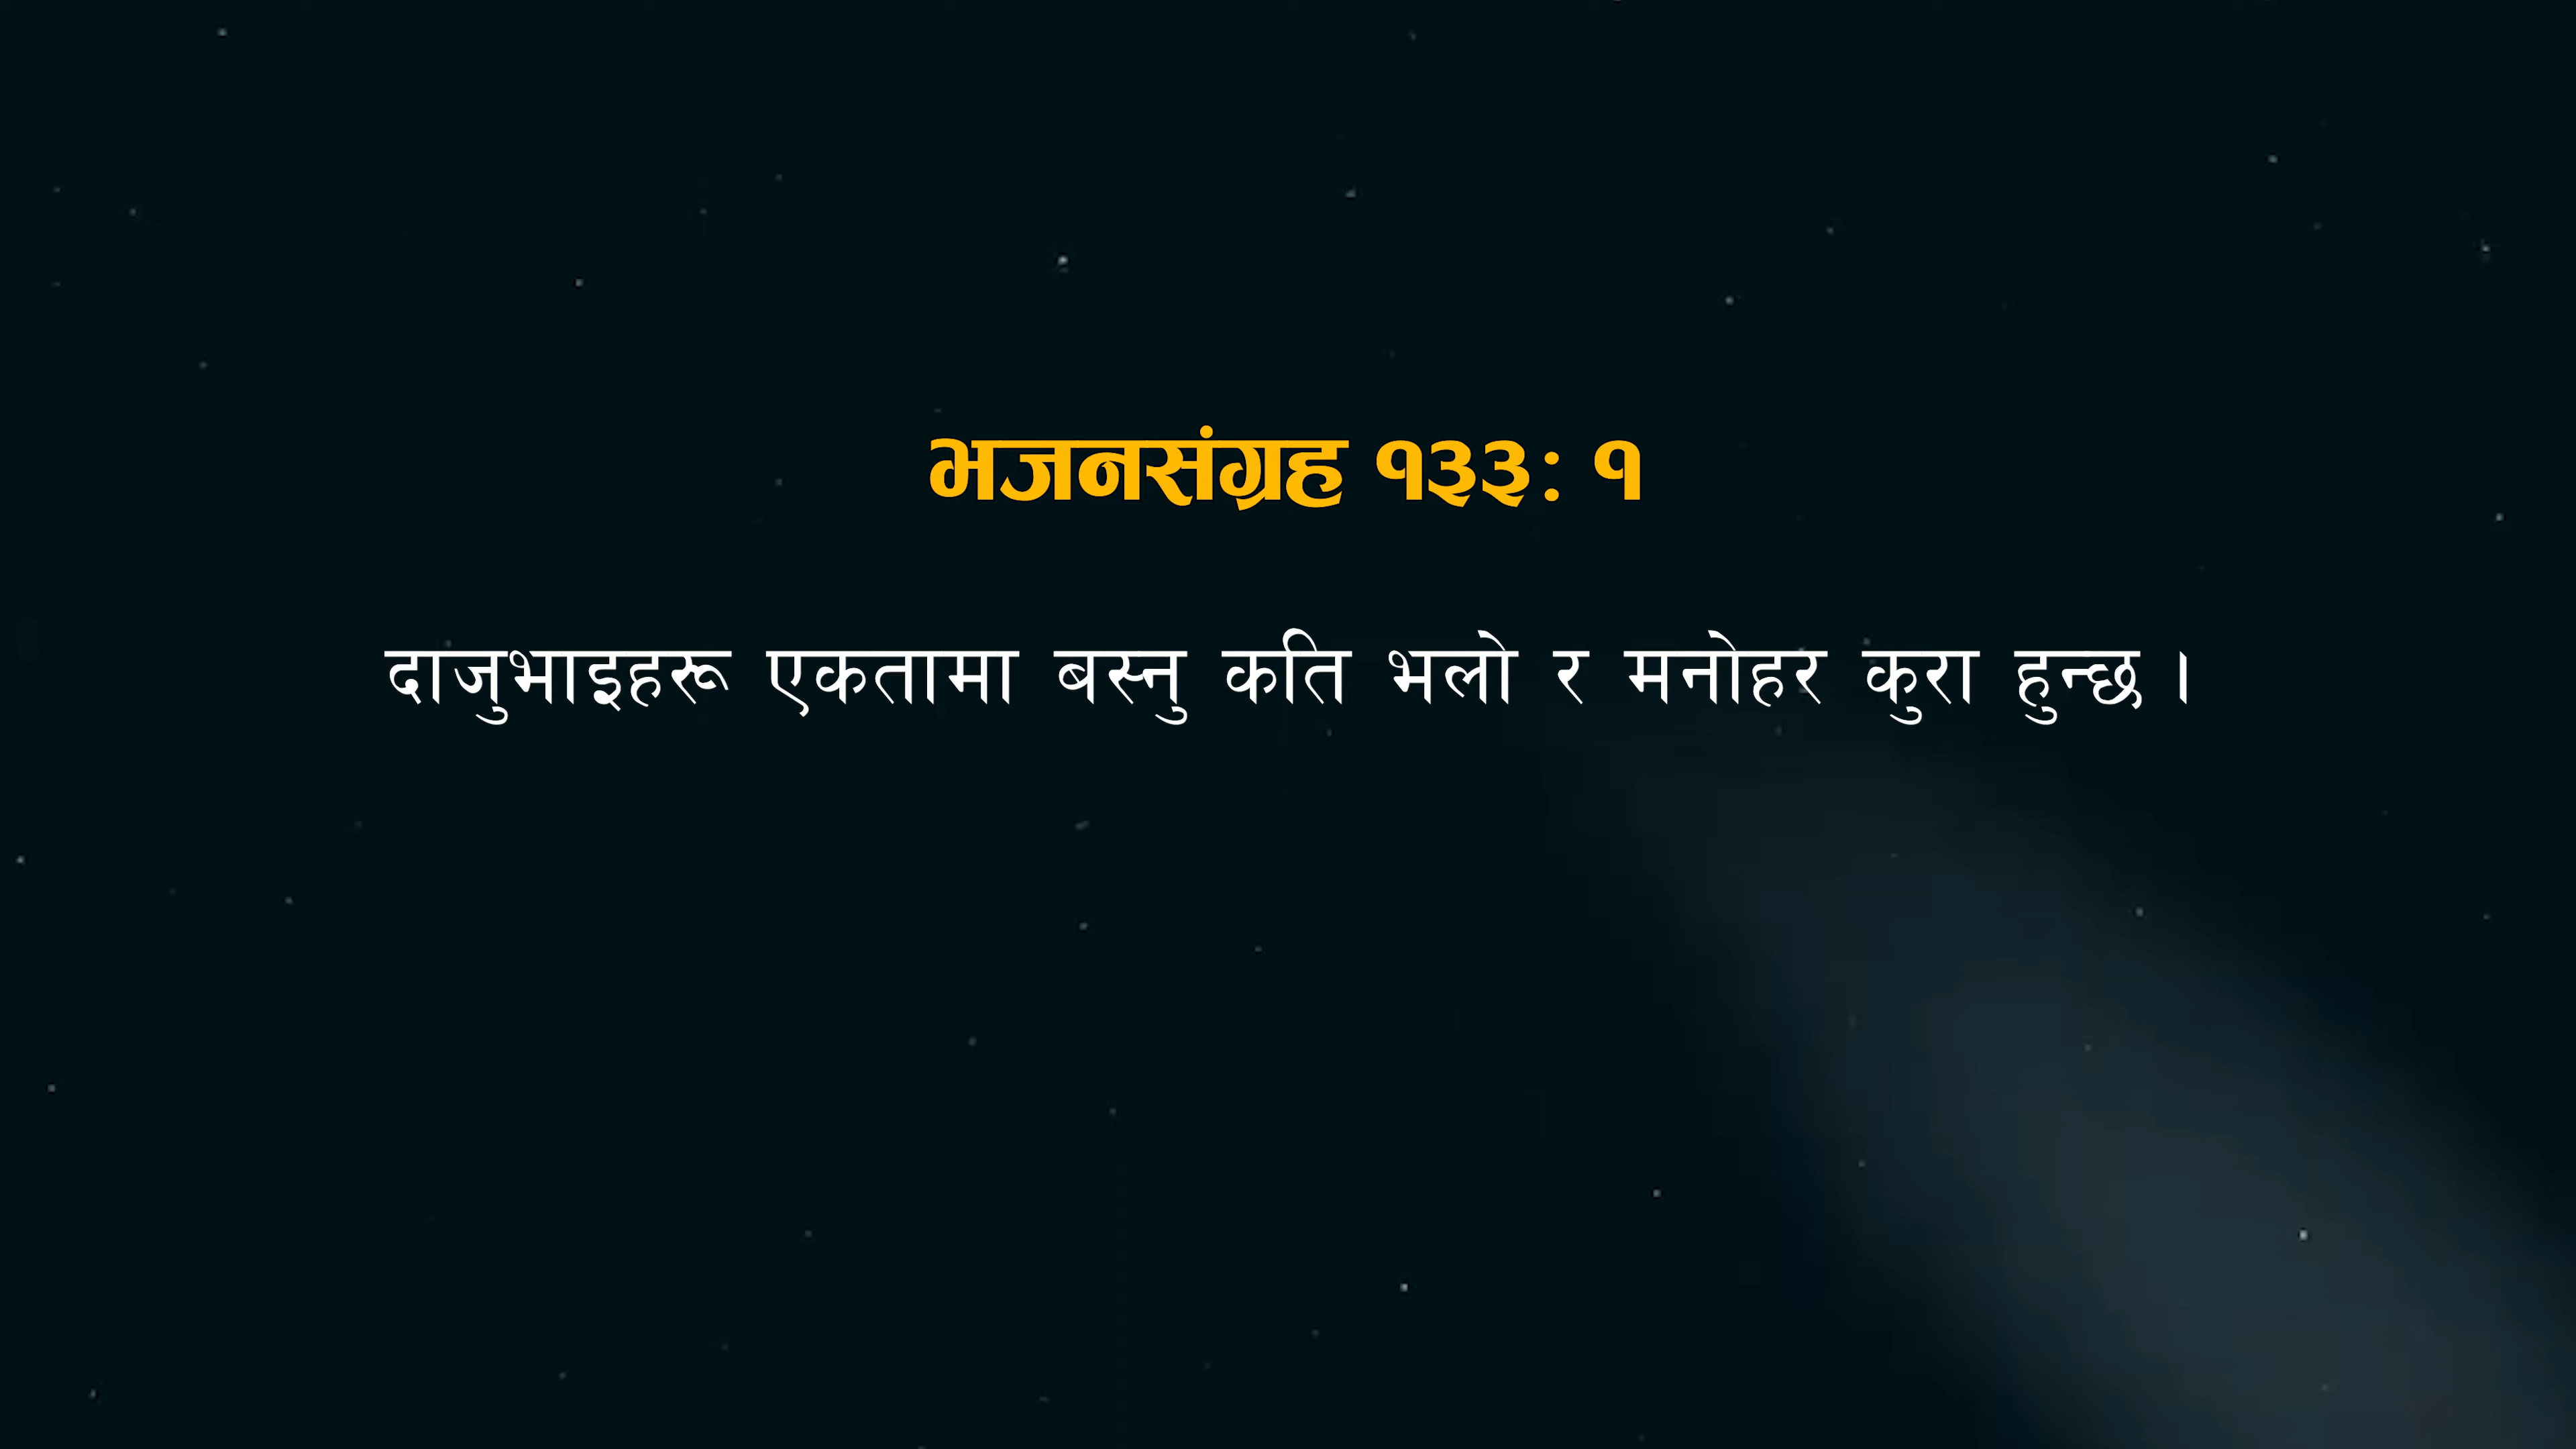 भजनसंग्रह १३३: १
दाजुभाइहरू एकतामा बस्नु कति भलो र मनोहर कुरा हुन्छ ।